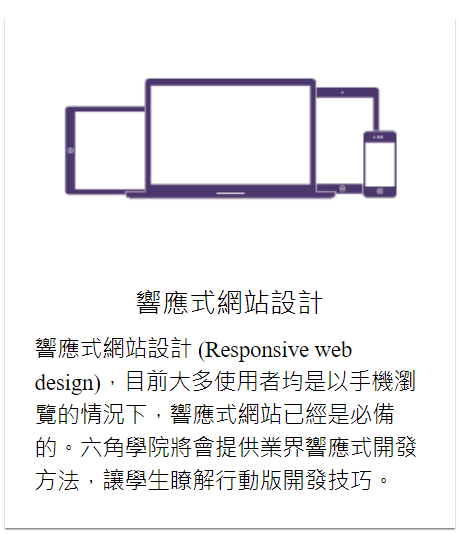 響應式網站設計
響應式網站設計 (Responsive web
design)，目前大多使用者均是以手機瀏
覽的情況下，響應式網站已經是必備
的。六角學院將會提供業界響應式開發
方法，讓學生瞭解行動版開發技巧。